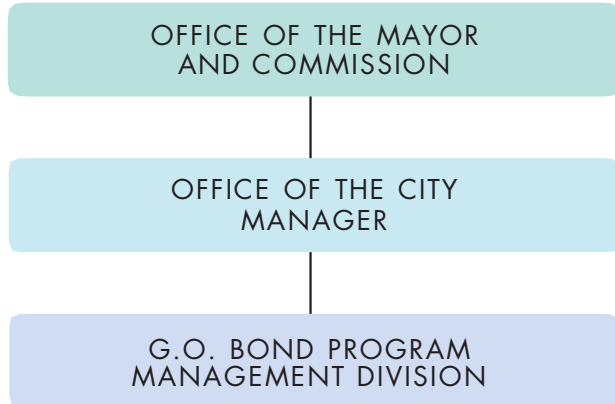 OFFICE OF THE MAYOR
AND COMMISSION
OFFICE OF THE CITY
MANAGER
G.O. BOND PROGRAM
MANAGEMENT DIVISION